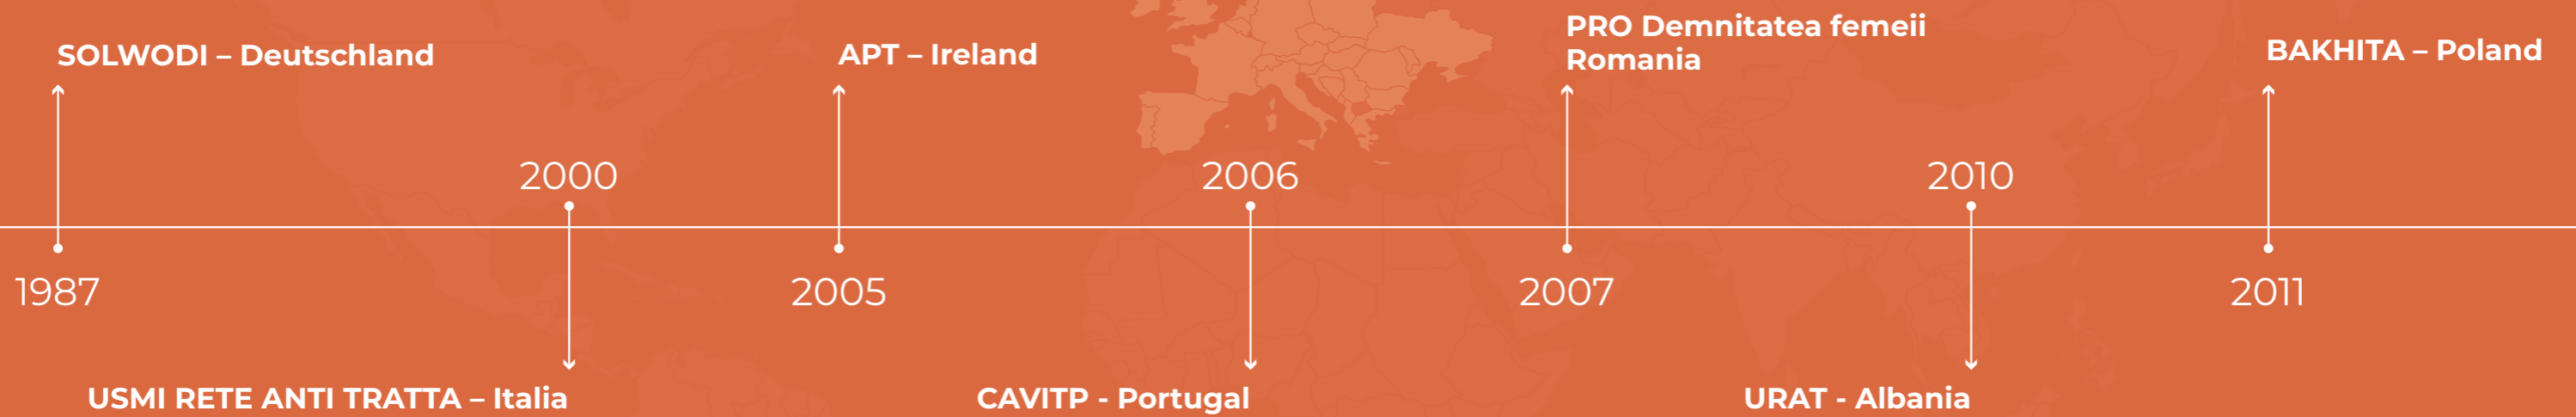 SOLWODI – Deutschland
APT – Ireland
PRO Demnitatea femeii
Romania
BAKHITA – Poland
2000
2006
2010
1987
2005
2007
2011
USMI RETE ANTI TRATTA – Italia
CAVITP - Portugal
URAT - Albania